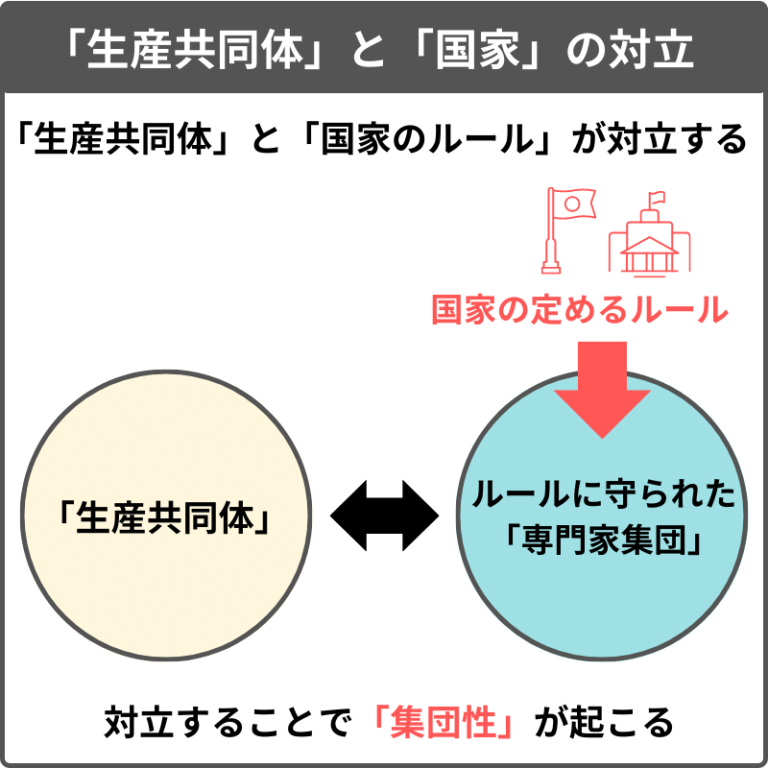 「生産共同体」と「国家」の対立
「生産共同体」と「国家のルール」が対立する
国家の定めるルール
「生産共同体」
ルールに守られた
「専門家集団」
対立することで「集団性」が起こる